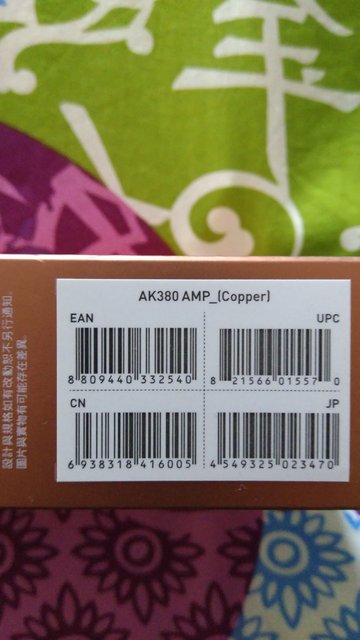 AK380 AMP_(Copper)
EAN
UPC
8 809440 332540
8 21566 01557 0
CN
JP
6 938318 416005
4 549325 023470
設計與規格如有改動恕不另行通知。
圖片與實物有可能存在差異。